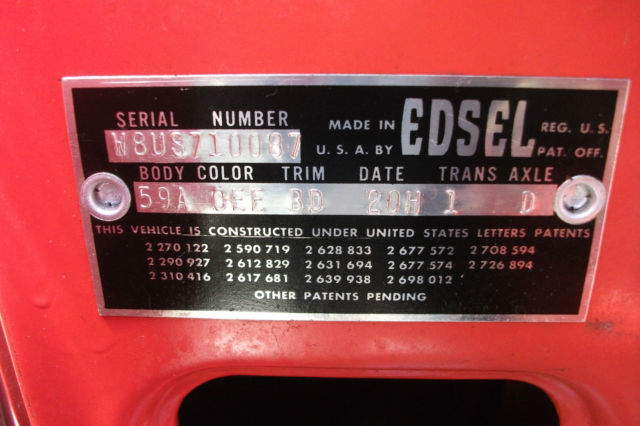 SERIAL NUMBER MADE IN EDSEL REG. U.S.
W8US710087 U.S.A. BY PAT. OFF.
BODY COLOR TRIM DATE TRANS AXLE
59A OEE BD 20H 1 D
THIS VEHICLE IS CONSTRUCTED UNDER UNITED STATES LETTERS PATENTS
2 270 122 2 590 719 2 628 833 2 677 572 2 708 594
2 290 927 2 612 829 2 631 694 2 677 574 2 726 894
2 310 416 2 617 681 2 639 938 2 698 012
OTHER PATENTS PENDING